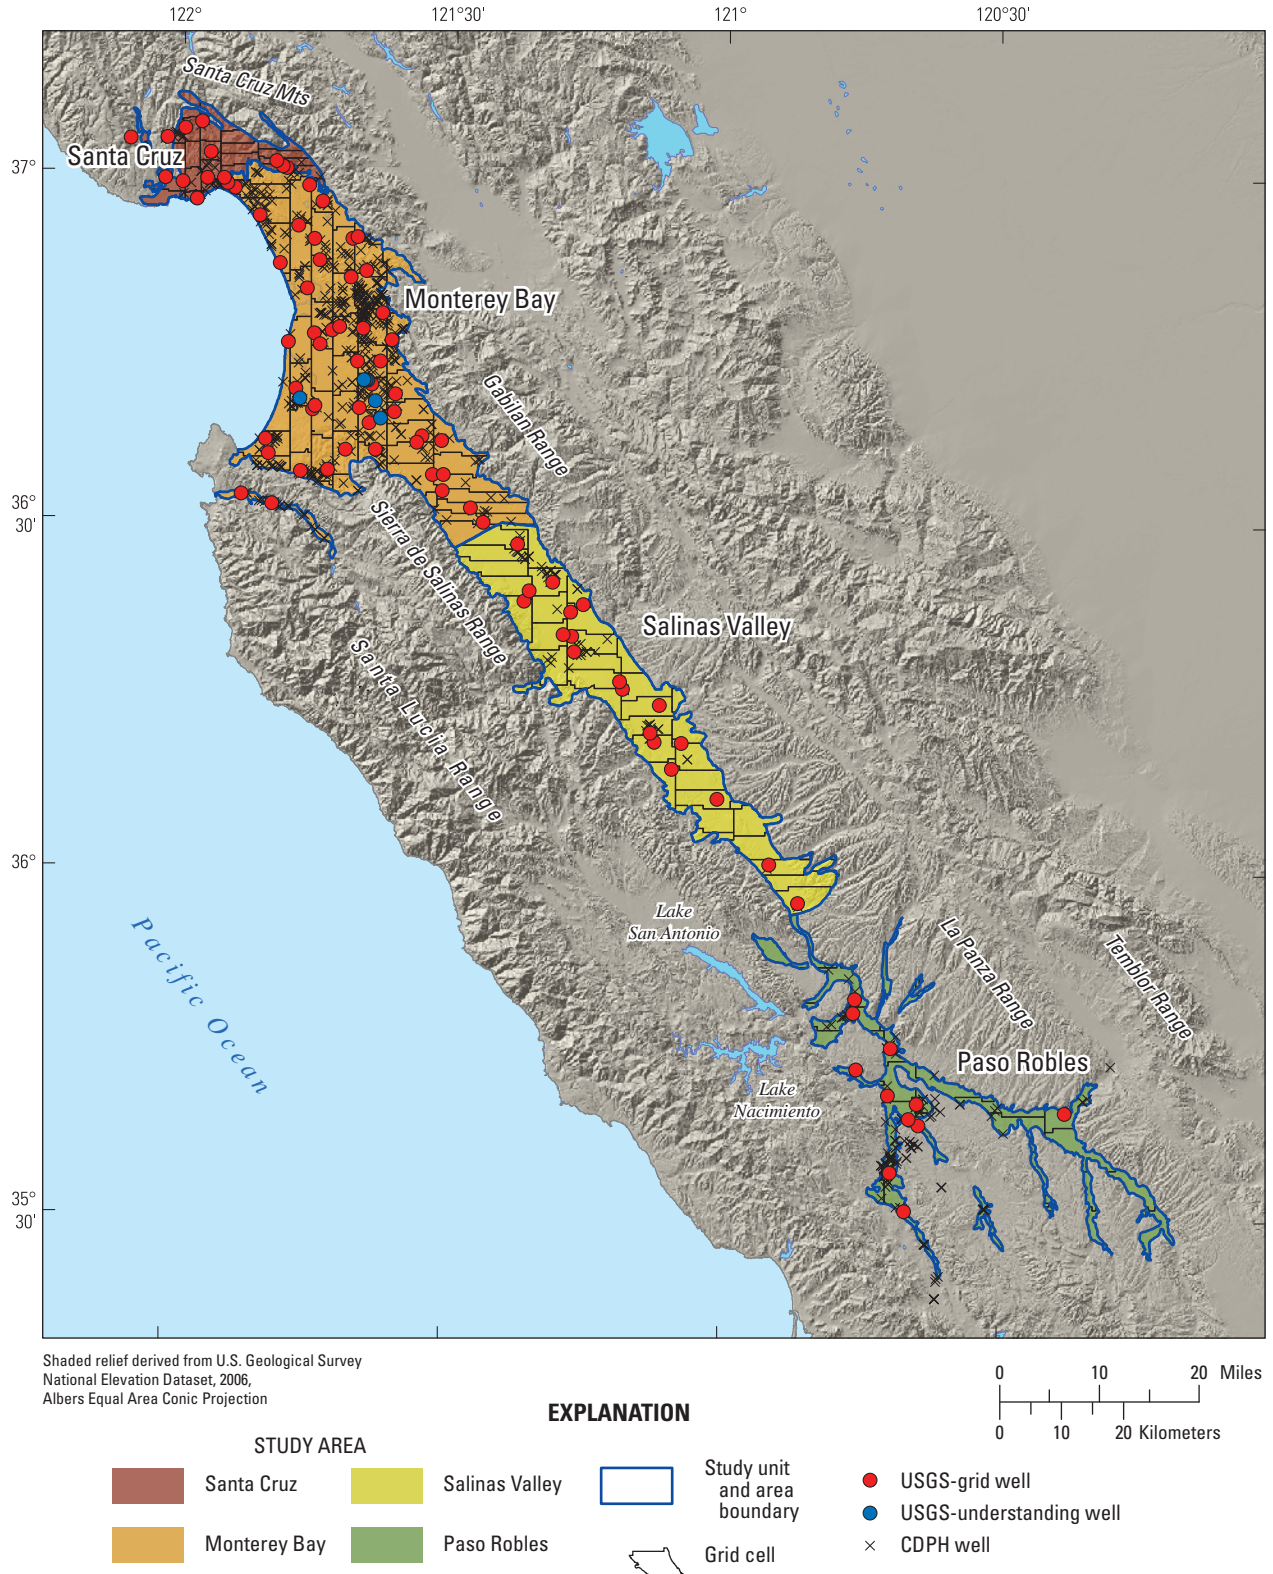 122°
121°30'
121°
120°30'
Santa Cruz Mts
37°
Santa Cruz
Monterey Bay
Gabilan Range
36°
30'
Sierra de Salinas Range
Salinas Valley
Santa Lucia Range
36°
Lake
San Antonio
La Panza Range
Temblor Range
Pacific Ocean
Paso Robles
Lake
Nacimiento
35°
30'
Shaded relief derived from U.S. Geological Survey
National Elevation Dataset, 2006,
Albers Equal Area Conic Projection
0 10 20 Miles
0 10 20 Kilometers
EXPLANATION
STUDY AREA
Santa Cruz
Monterey Bay
Salinas Valley
Paso Robles
Study unit
and area
boundary
Grid cell
USGS-grid well
USGS-understanding well
CDPH well